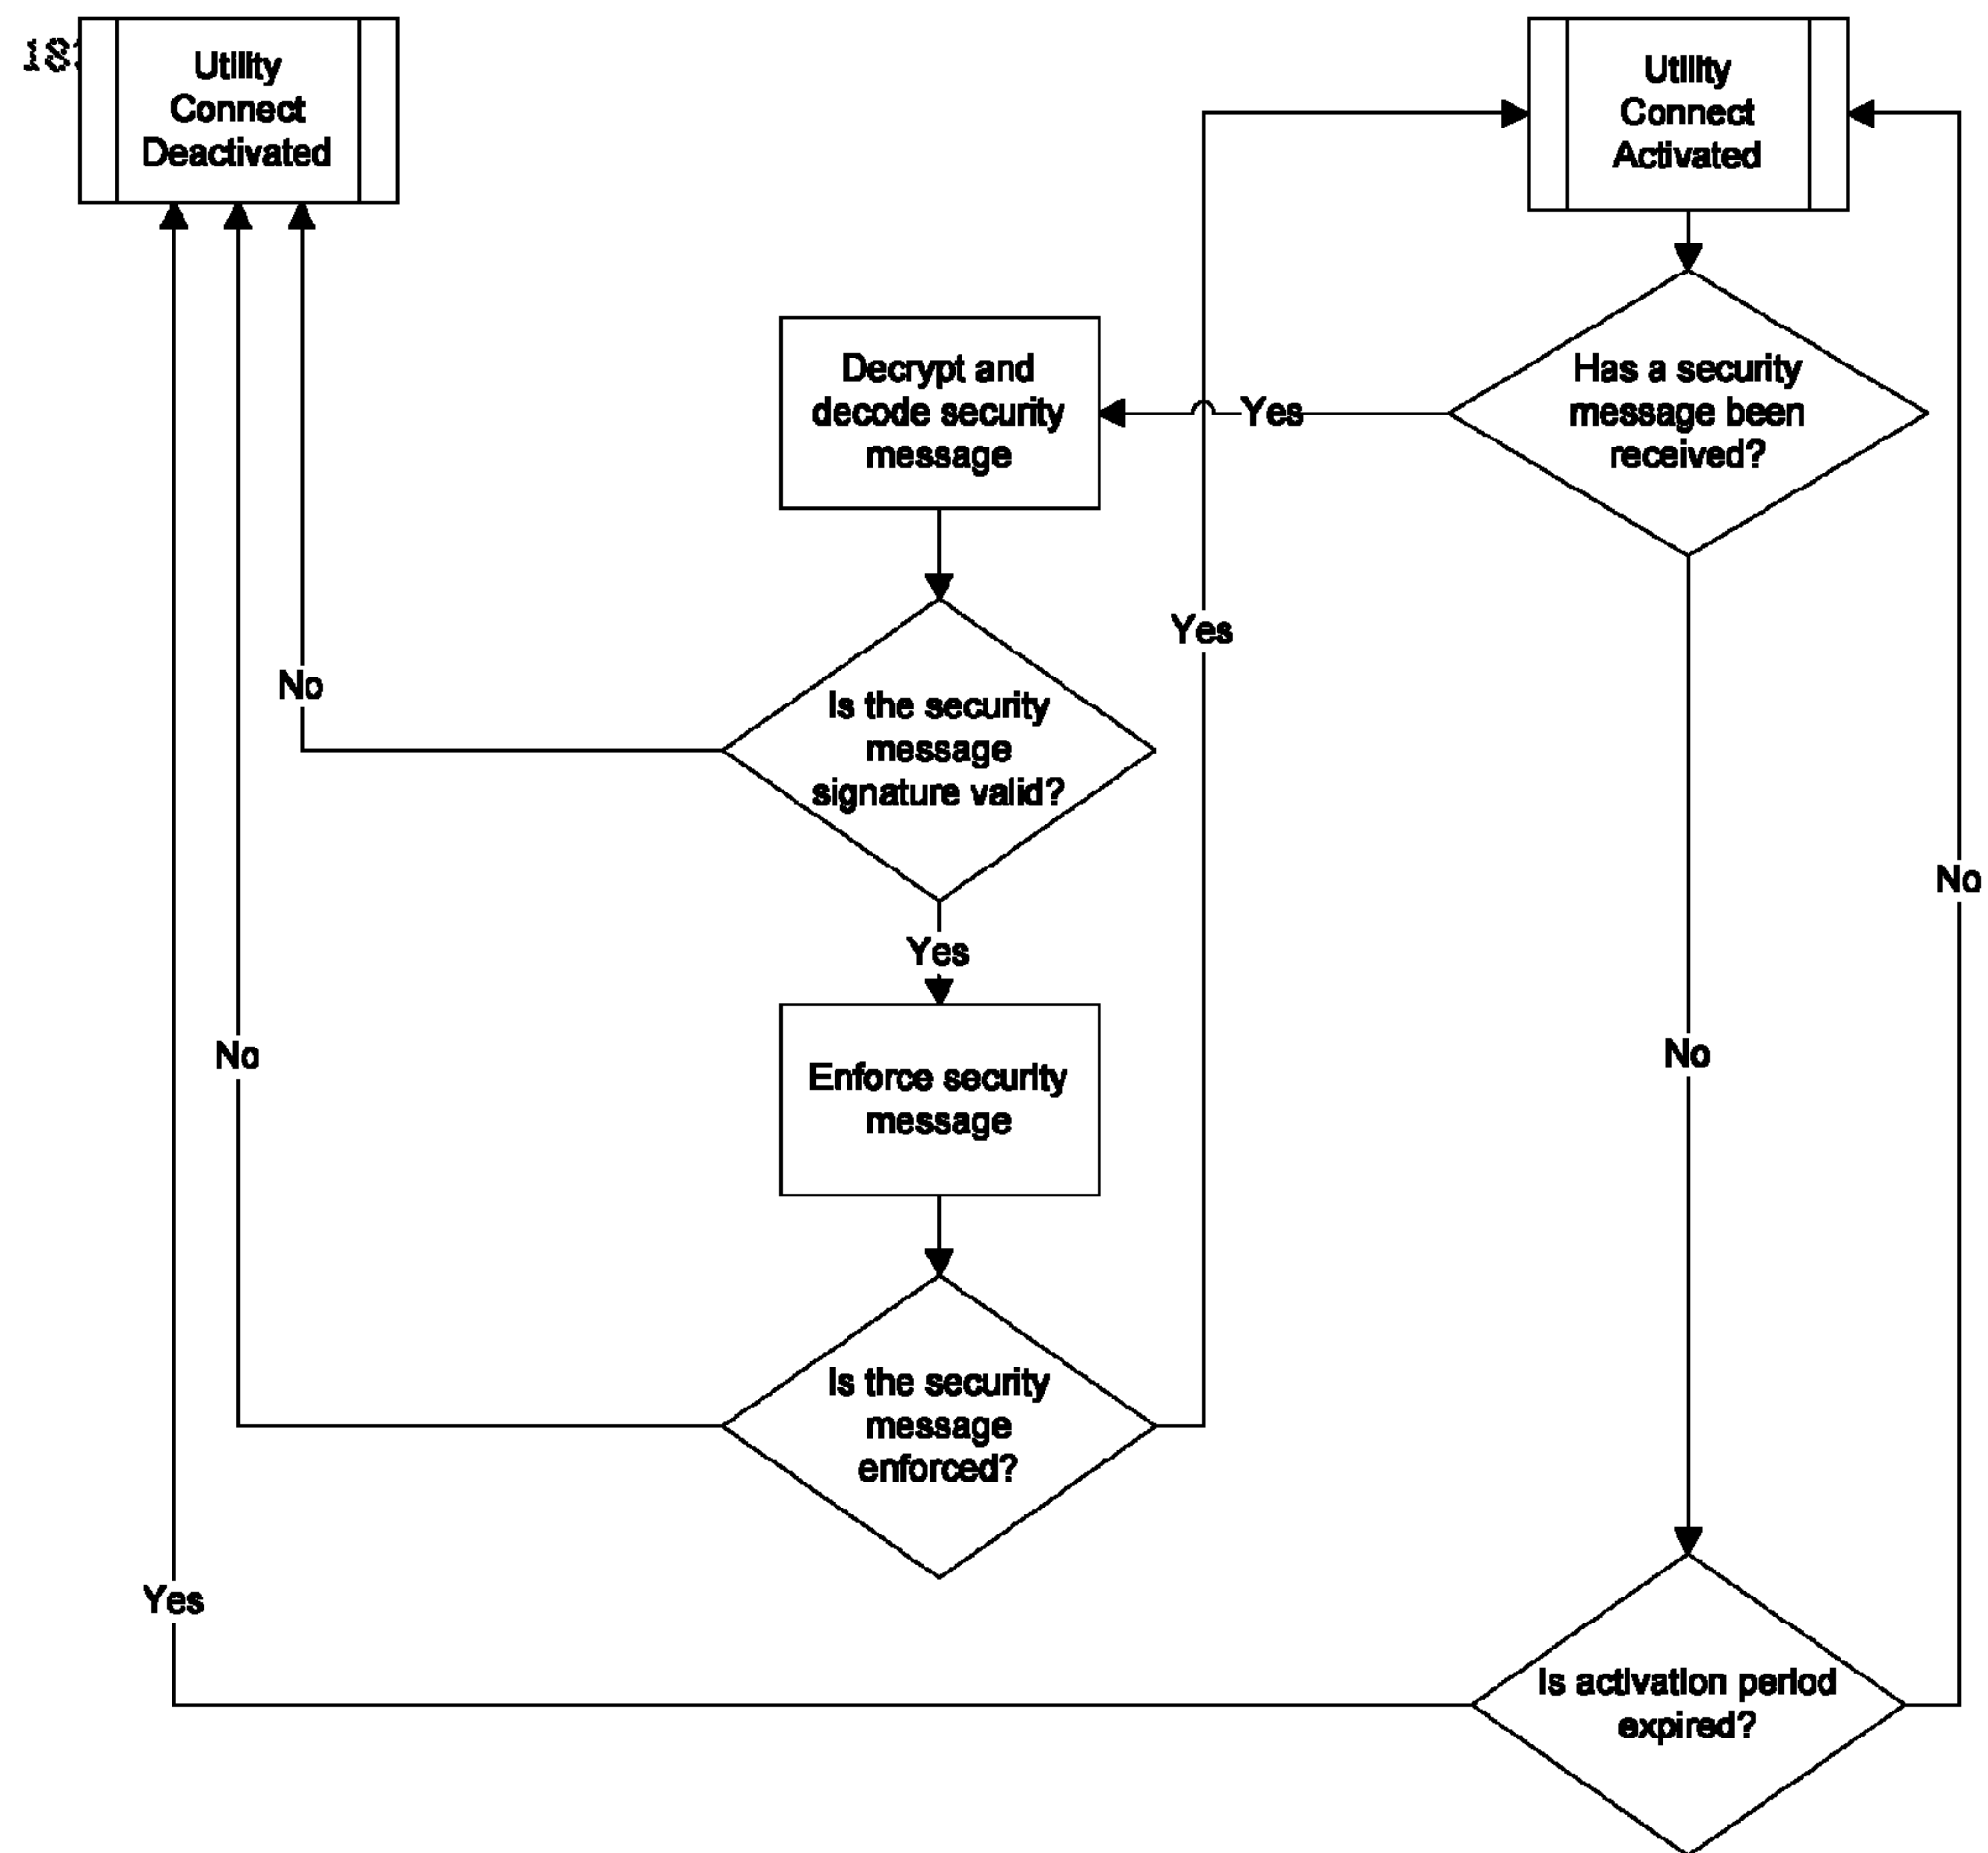 Utility
Connect
Deactivated
Utility
Connect
Activated
Decrypt and
decode security
message
Yes
Has a security
message been
received?
Yes
No
Is the security
message
signature valid?
No
Yes
No
No
Enforce security
message
Is the security
message
enforced?
Yes
Is activation period
expired?